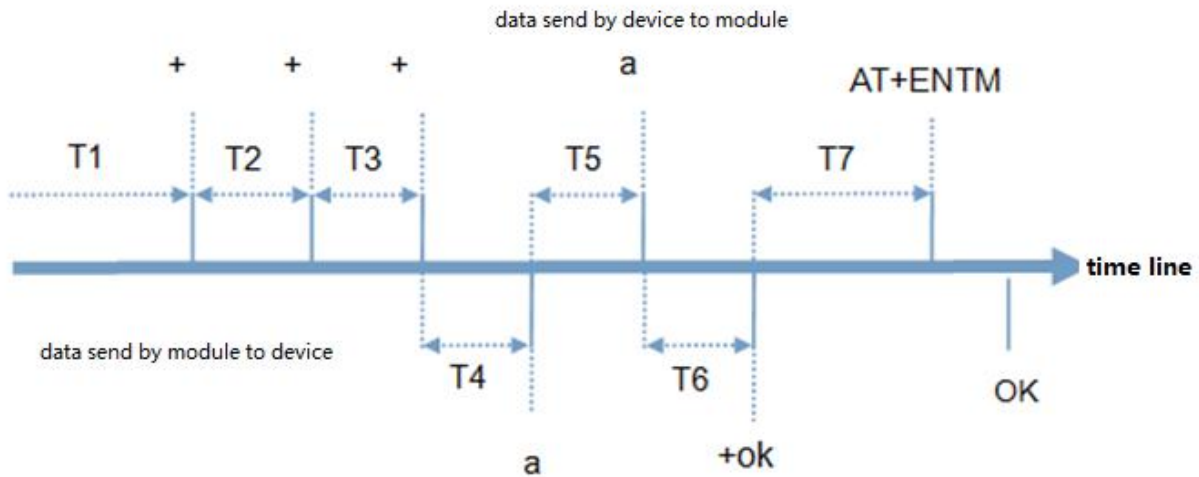 data send by device to module
+ + + a AT+ENTM
T1 T2 T3 T5 T7
time line
data send by module to device
T4 T6
OK
a +ok